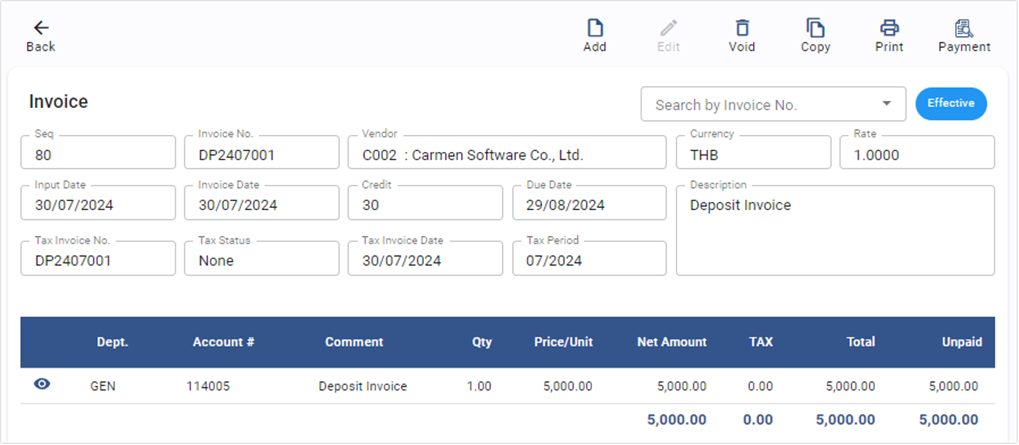 Back
Add
Edit
Void
Copy
Print
Payment
Invoice
Search by Invoice No.
Effective
Seq
80
Invoice No.
DP2407001
Vendor
C002 : Carmen Software Co., Ltd.
Currency
THB
Rate
1.0000
Input Date
30/07/2024
Invoice Date
30/07/2024
Credit
30
Due Date
29/08/2024
Description
Deposit Invoice
Tax Invoice No.
DP2407001
Tax Status
None
Tax Invoice Date
30/07/2024
Tax Period
07/2024
Dept. Account # Comment Qty Price/Unit Net Amount TAX Total Unpaid
GEN 114005 Deposit Invoice 1.00 5,000.00 5,000.00 0.00 5,000.00 5,000.00
5,000.00 0.00 5,000.00 5,000.00